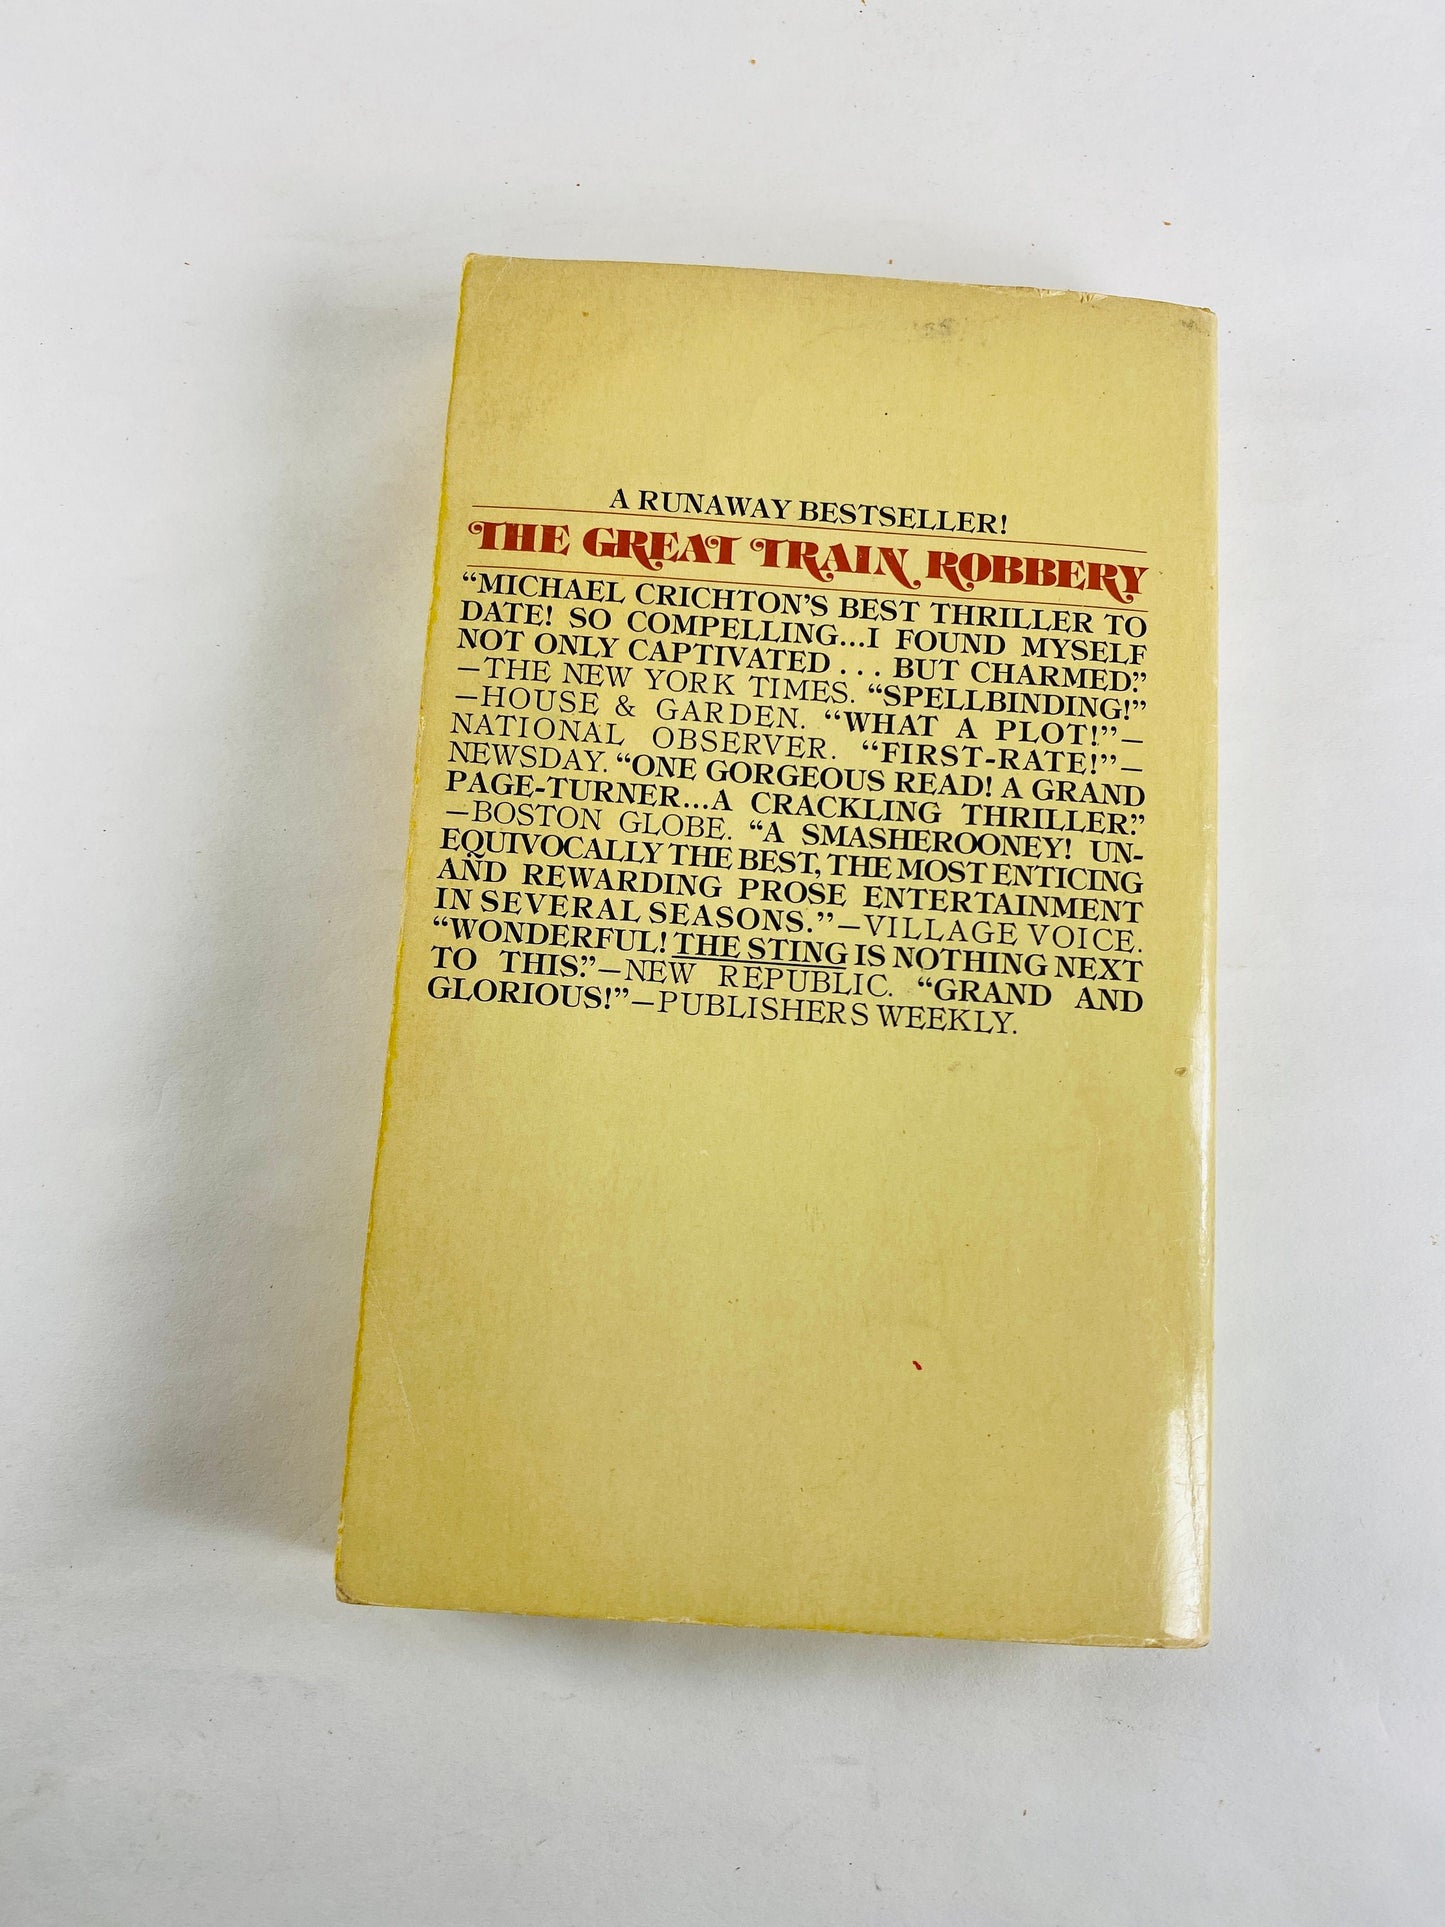 A RUNAWAY BESTSELLER!
THE GREAT TRAIN ROBBERY
“MICHAEL CRICHTON’S BEST THRILLER TO
DATE! SO COMPELLING...I FOUND MYSELF
NOT ONLY CAPTIVATED . . . BUT CHARMED.”
—THE NEW YORK TIMES. “SPELLBINDING!”
—HOUSE & GARDEN. “WHAT A PLOT!”—
NATIONAL OBSERVER. “FIRST-RATE!”—
NEWSDAY. “ONE GORGEOUS READ! A GRAND
PAGE-TURNER...A CRACKLING THRILLER.”
—BOSTON GLOBE. “A SMASHEROONEY! UN-
EQUIVOCALLY THE BEST, THE MOST ENTICING
AND REWARDING PROSE ENTERTAINMENT
IN SEVERAL SEASONS.”—VILLAGE VOICE.
“WONDERFUL! THE STING IS NOTHING NEXT
TO THIS.”—NEW REPUBLIC. “GRAND AND
GLORIOUS!”—PUBLISHERS WEEKLY.